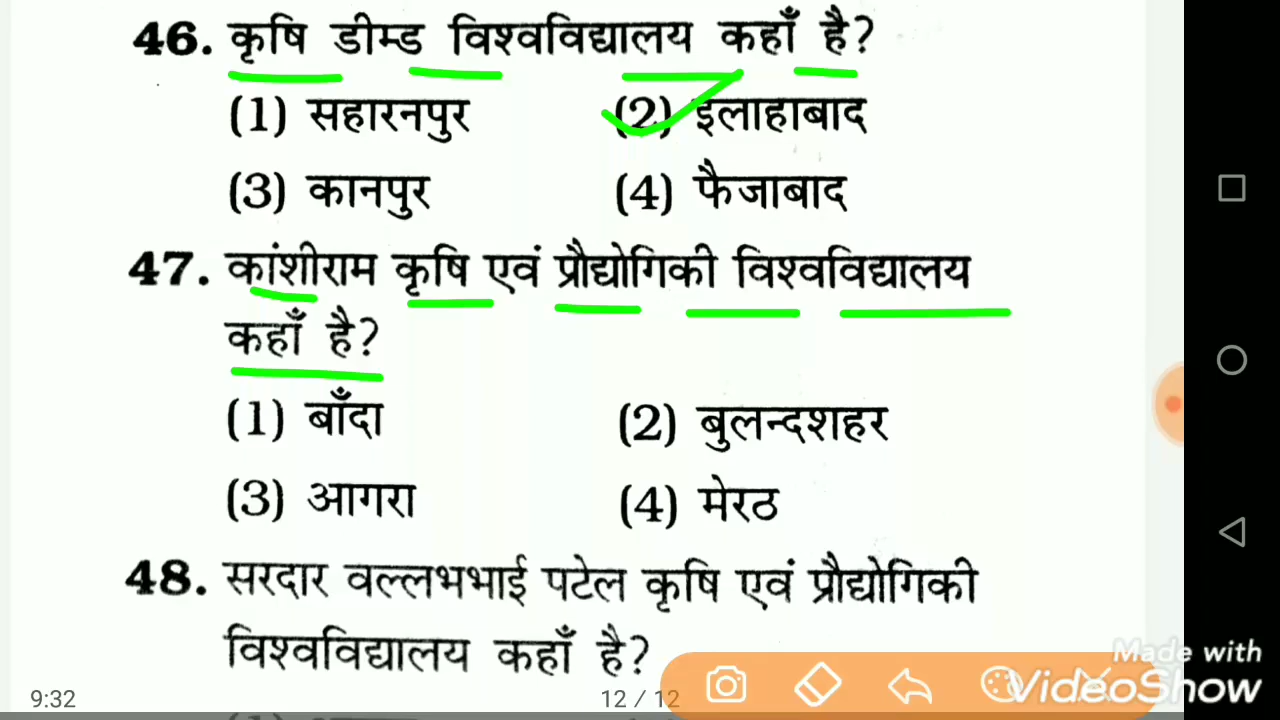 46. कृषि डीम्ड विश्वविद्यालय कहाँ है?
(1) सहारनपुर (2) इलाहाबाद
(3) कानपुर (4) फैजाबाद
47. कांशीराम कृषि एवं प्रौद्योगिकी विश्वविद्यालय
कहाँ है?
(1) बाँदा (2) बुलन्दशहर
(3) आगरा (4) मेरठ
48. सरदार वल्लभभाई पटेल कृषि एवं प्रौद्योगिकी
विश्वविद्यालय कहाँ है?
Made with
VideoShow
9:32 12 / 12